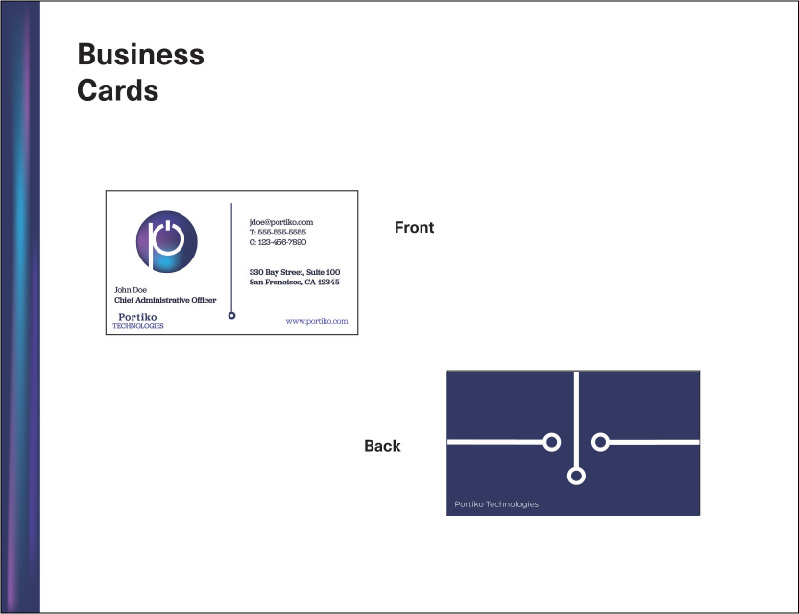 Business
Cards
jdoe@portiko.com
T: 555-555-5555
C: 123-456-7890
Front
John Doe
Chief Administrative Officer
330 Bay Street, Suite 100
San Francisco, CA 12345
Portiko
TECHNOLOGIES
www.portiko.com
Back
Portiko Technologies